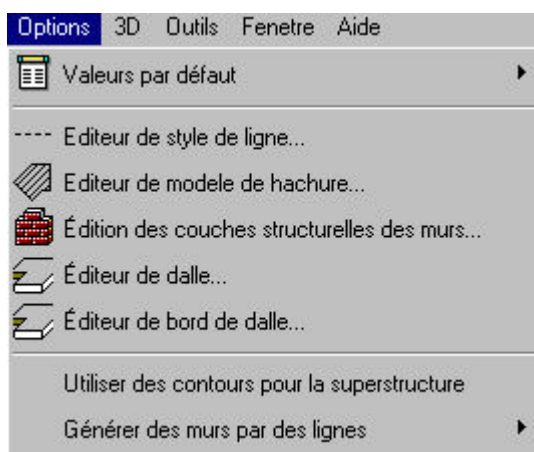 Options 3D Outils Fenetre Aide
Valeurs par défaut
Editeur de style de ligne...
Editeur de modele de hachure...
Édition des couches structurelles des murs...
Éditeur de dalle...
Éditeur de bord de dalle...
Utiliser des contours pour la superstructure
Générer des murs par des lignes